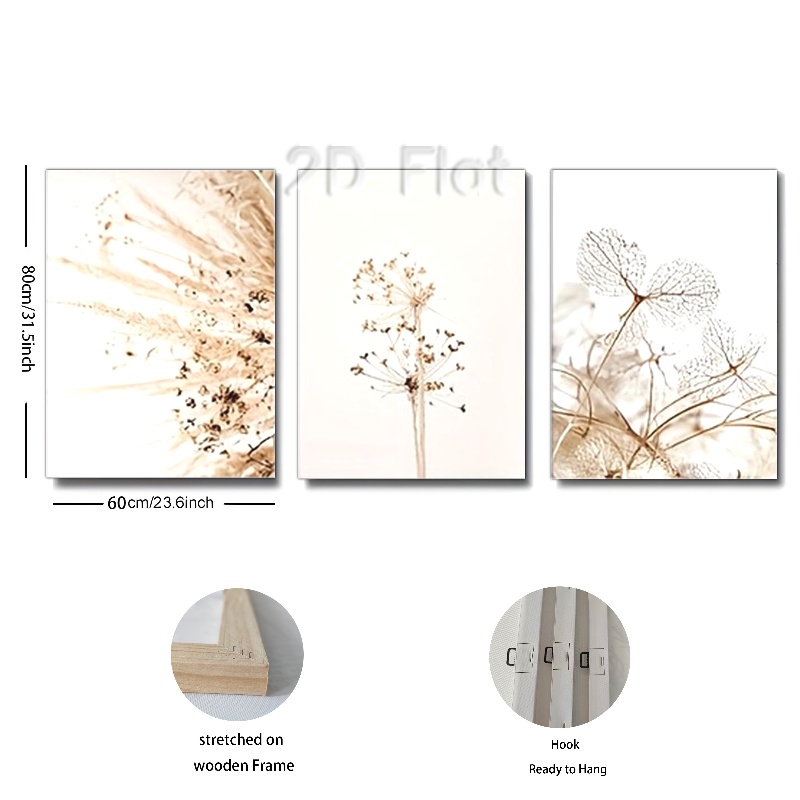 2D Flat
80cm/31.5inch
60cm/23.6inch
stretched on
wooden Frame
Hook
Ready to Hang